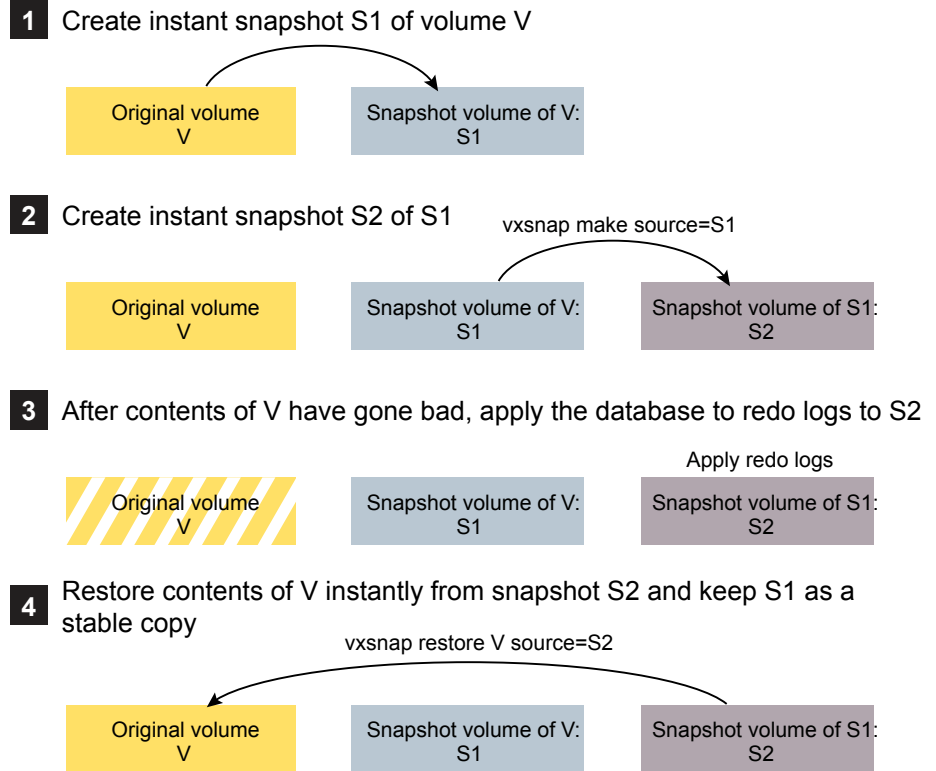 1 Create instant snapshot S1 of volume V
Original volume
V
Snapshot volume of V:
S1
2 Create instant snapshot S2 of S1
vxsnap make source=S1
Original volume
V
Snapshot volume of V:
S1
Snapshot volume of S1:
S2
3 After contents of V have gone bad, apply the database to redo logs to S2
Apply redo logs
Original volume
V
Snapshot volume of V:
S1
Snapshot volume of S1:
S2
4 Restore contents of V instantly from snapshot S2 and keep S1 as a
stable copy
vxsnap restore V source=S2
Original volume
V
Snapshot volume of V:
S1
Snapshot volume of S1:
S2